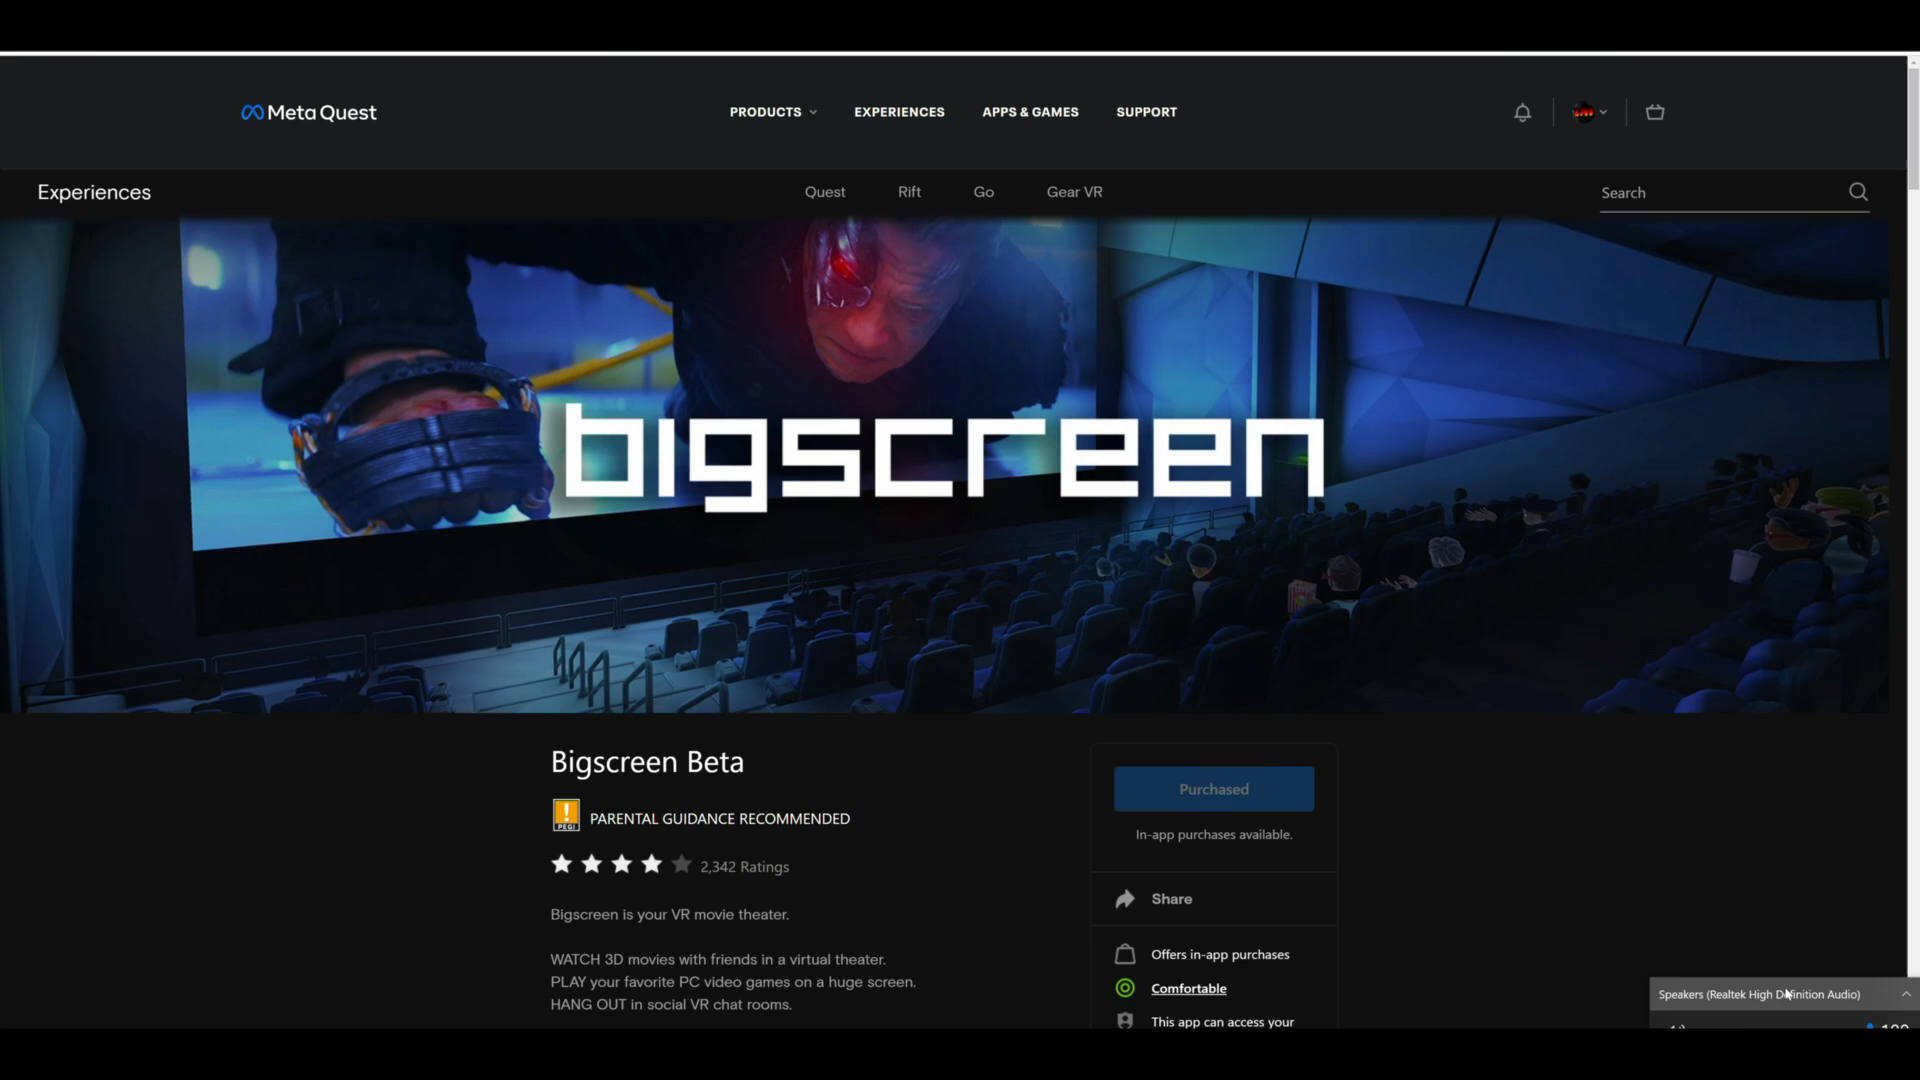 Meta Quest
PRODUCTS
EXPERIENCES
APPS & GAMES
SUPPORT
Experiences
Quest
Rift
Go
Gear VR
Search
bigscreen
Bigscreen Beta
PEGI
PARENTAL GUIDANCE RECOMMENDED
2,342 Ratings
Bigscreen is your VR movie theater.
WATCH 3D movies with friends in a virtual theater.
PLAY your favorite PC video games on a huge screen.
HANG OUT in social VR chat rooms.
Purchased
In-app purchases available.
Share
Offers in-app purchases
Comfortable
This app can access your
Speakers (Realtek High Definition Audio)